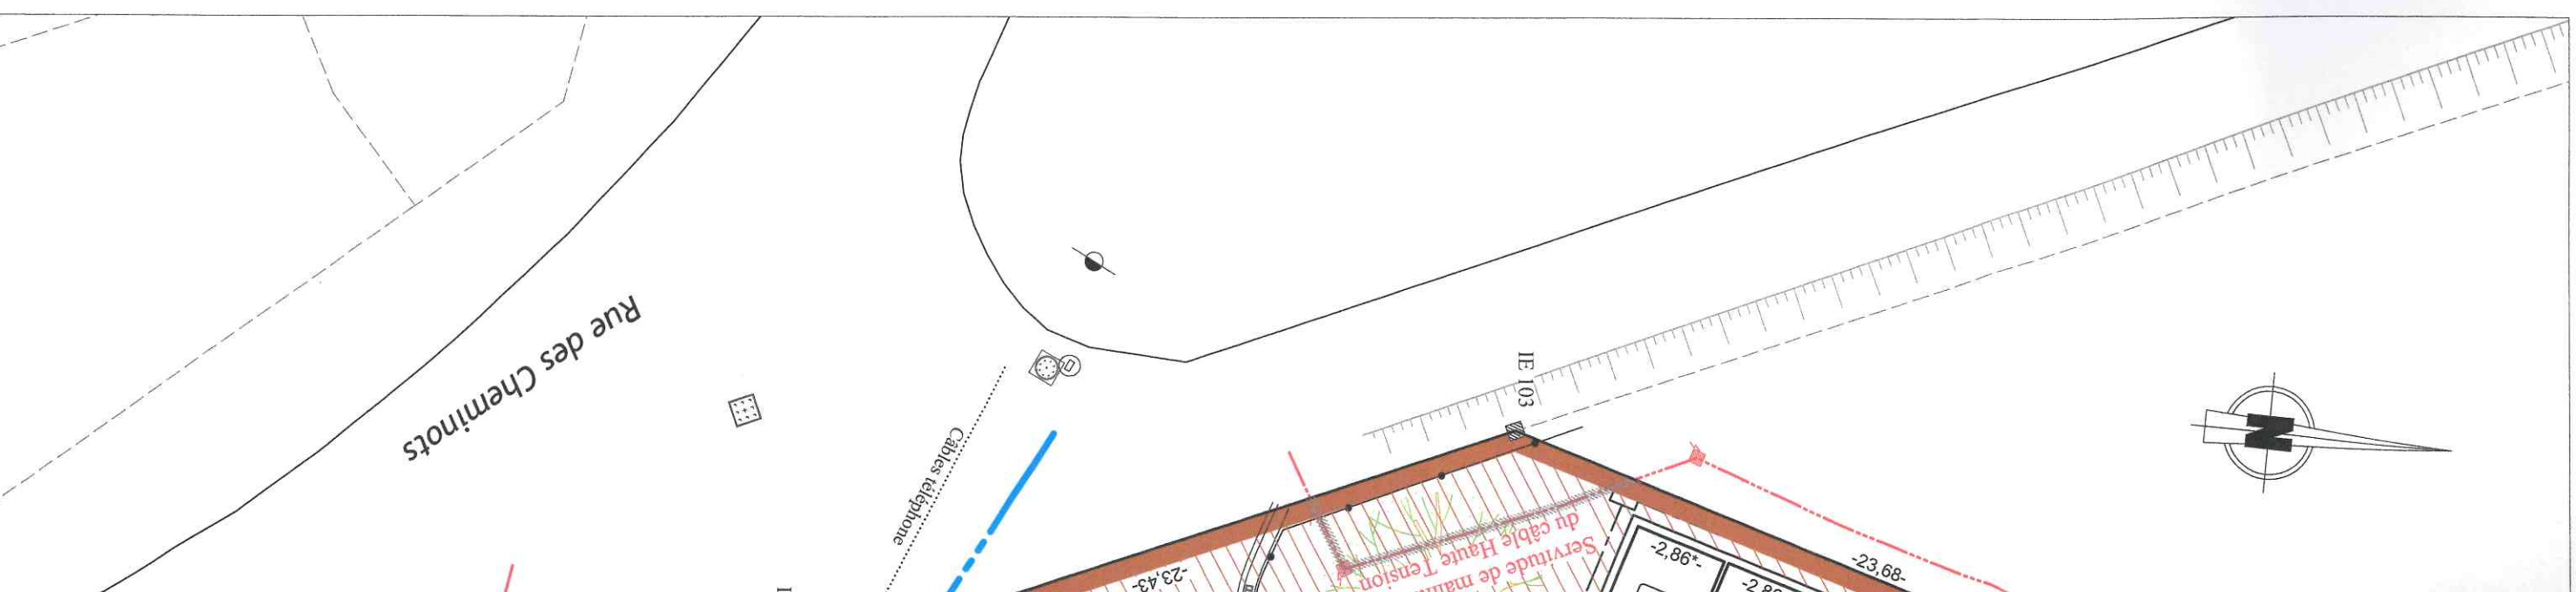 Rue des Cheminots
Câbles téléphone
IE 103
N
-23,43-
Servitude de
du câble Haute Tension
-2,86*-
-23,68-